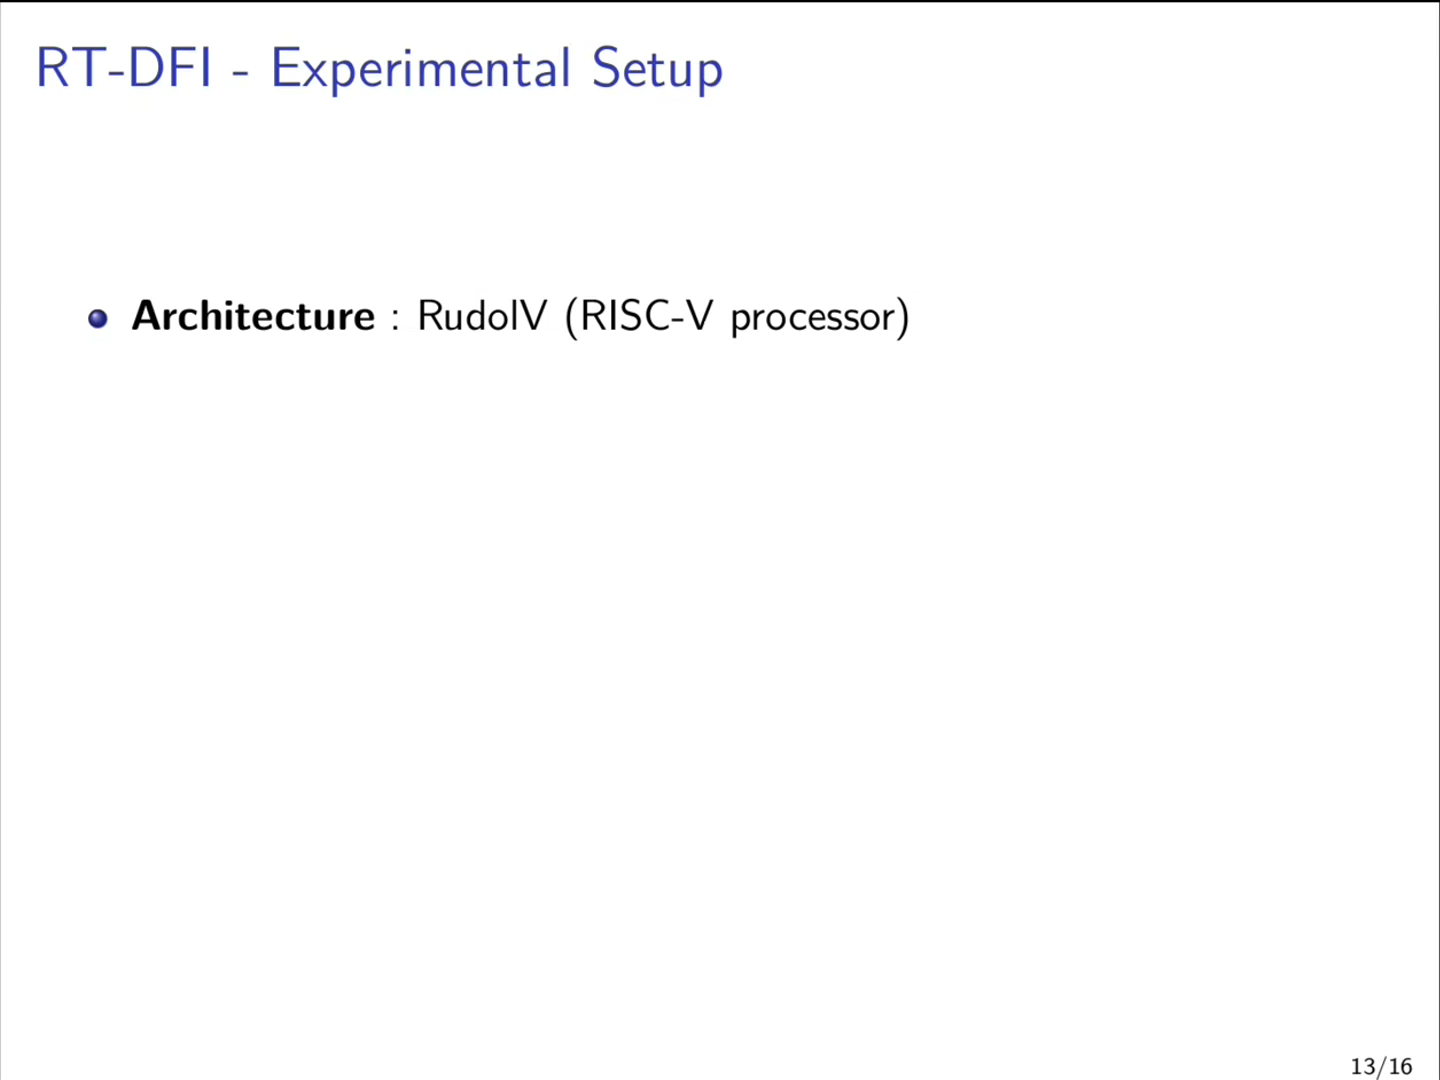 RT-DFI - Experimental Setup
Architecture : RudolV (RISC-V processor)
13/16